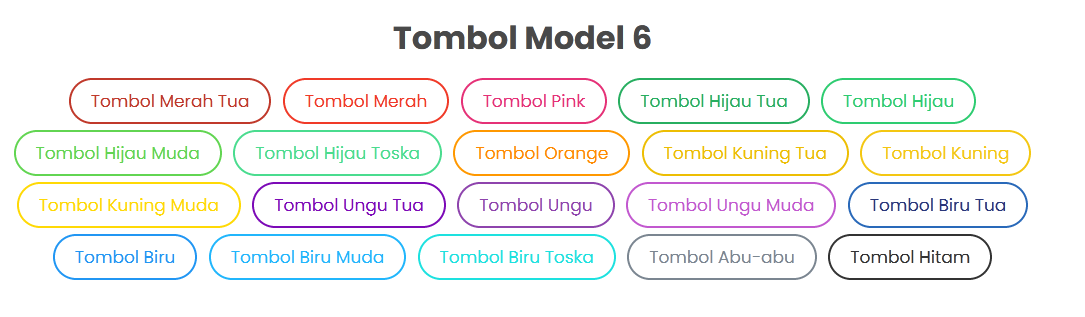 Tombol Model 6
Tombol Merah Tua Tombol Merah Tombol Pink Tombol Hijau Tua Tombol Hijau
Tombol Hijau Muda Tombol Hijau Toska Tombol Orange Tombol Kuning Tua Tombol Kuning
Tombol Kuning Muda Tombol Ungu Tua Tombol Ungu Tombol Ungu Muda Tombol Biru Tua
Tombol Biru Tombol Biru Muda Tombol Biru Toska Tombol Abu-abu Tombol Hitam